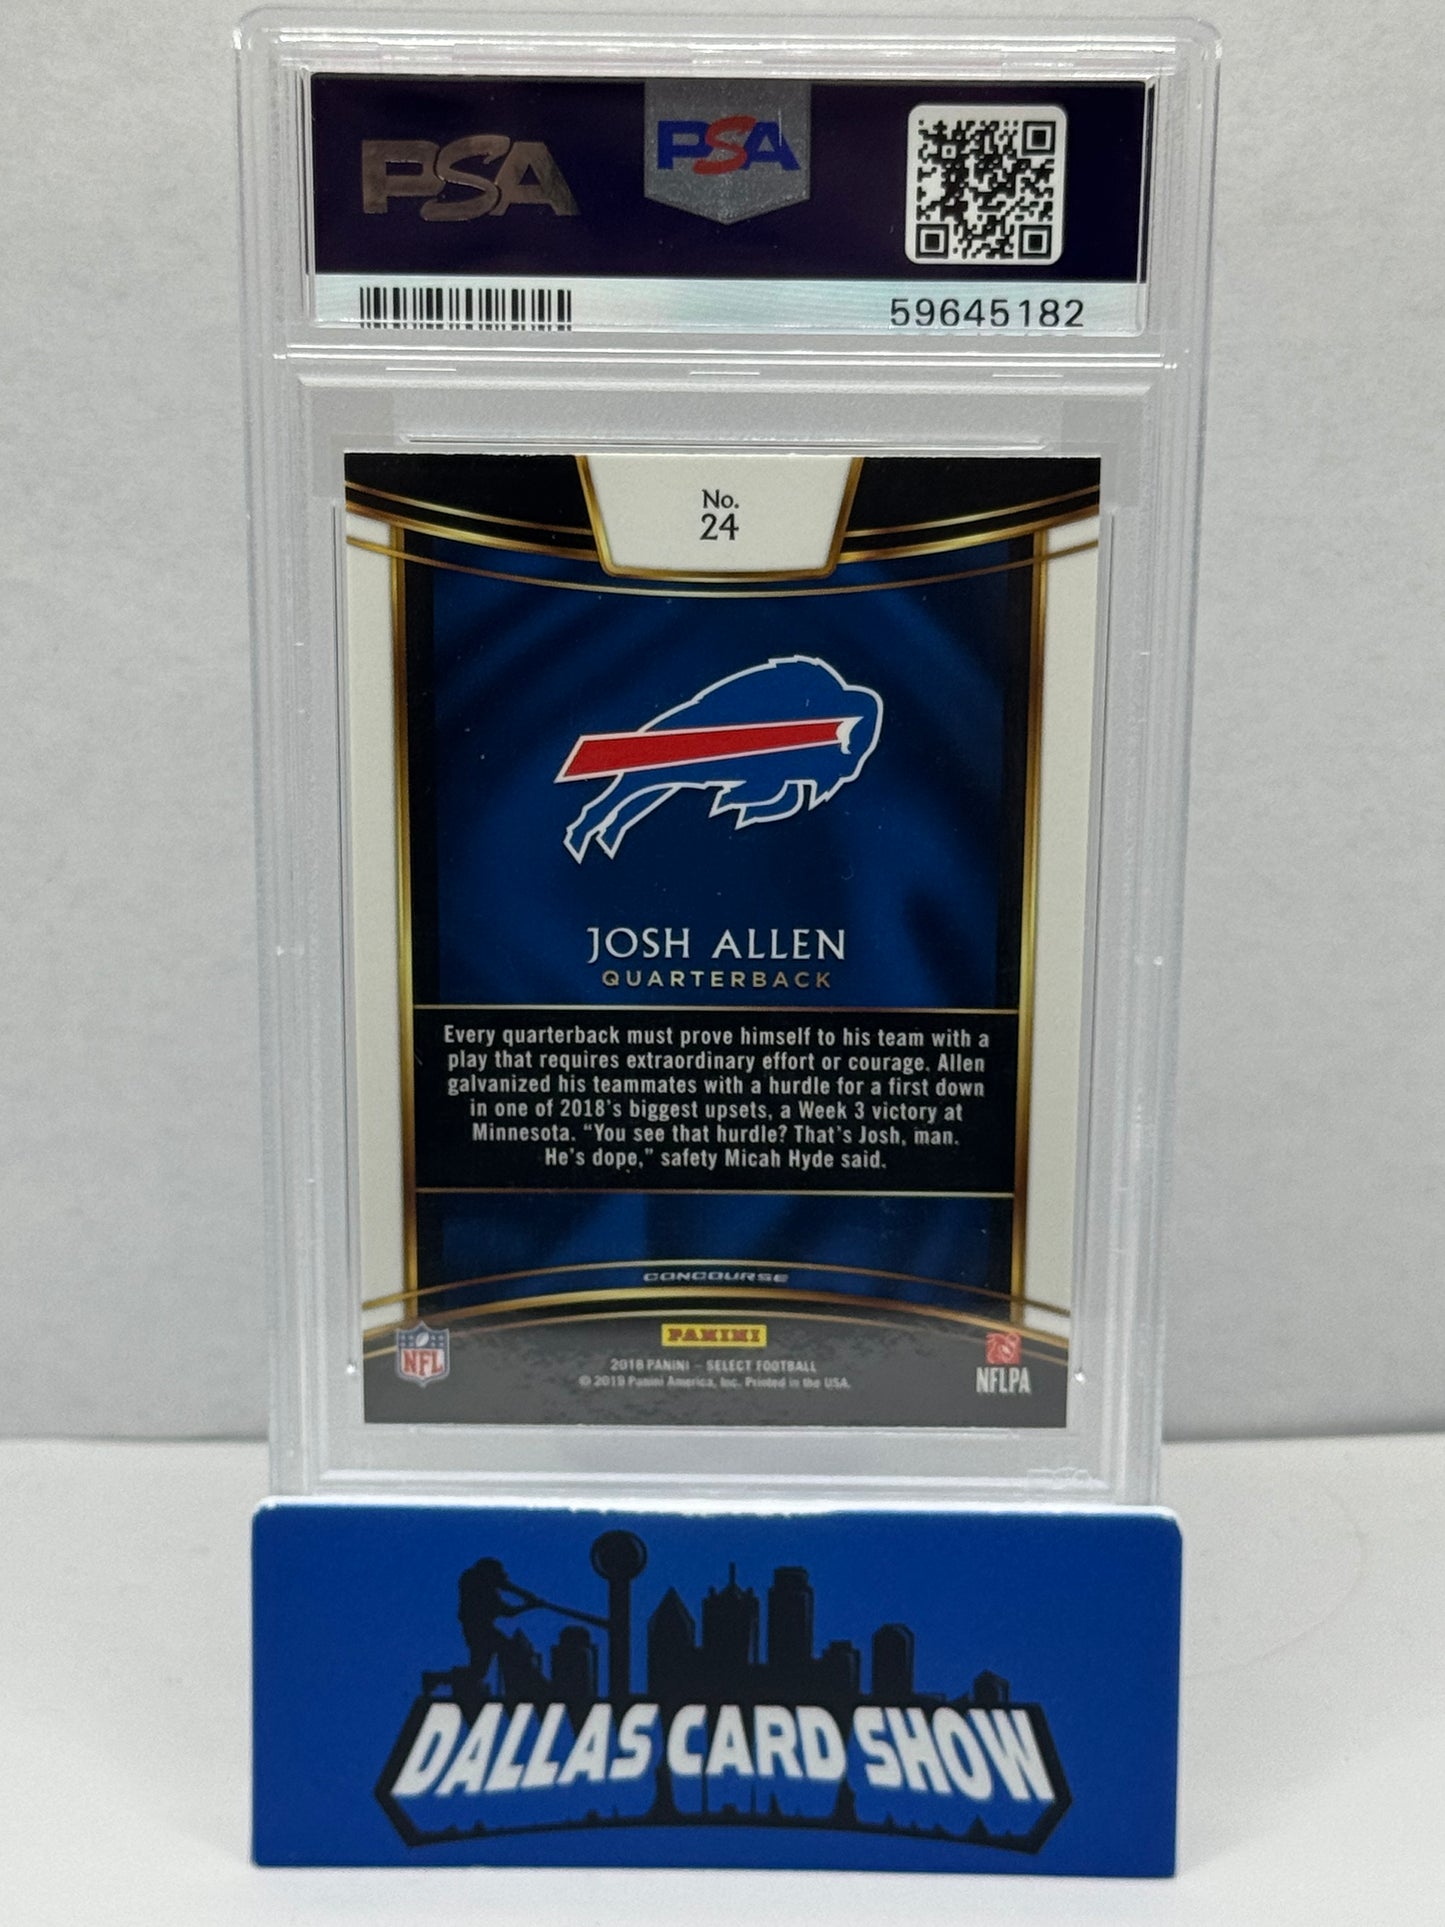 PSA
PSA
59645182
No.
24
JOSH ALLEN
QUARTERBACK
Every quarterback must prove himself to his team with a
play that requires extraordinary effort or courage. Allen
galvanized his teammates with a hurdle for a first down
in one of 2018's biggest upsets, a Week 3 victory at
Minnesota. “You see that hurdle? That's Josh, man.
He's dope,” safety Micah Hyde said.
CONCOURSE
PANINI
NFL
2018 PANINI – SELECT FOOTBALL
© 2019 Panini America, Inc. Printed in the USA.
NFLPA
DALLAS CARD SHOW